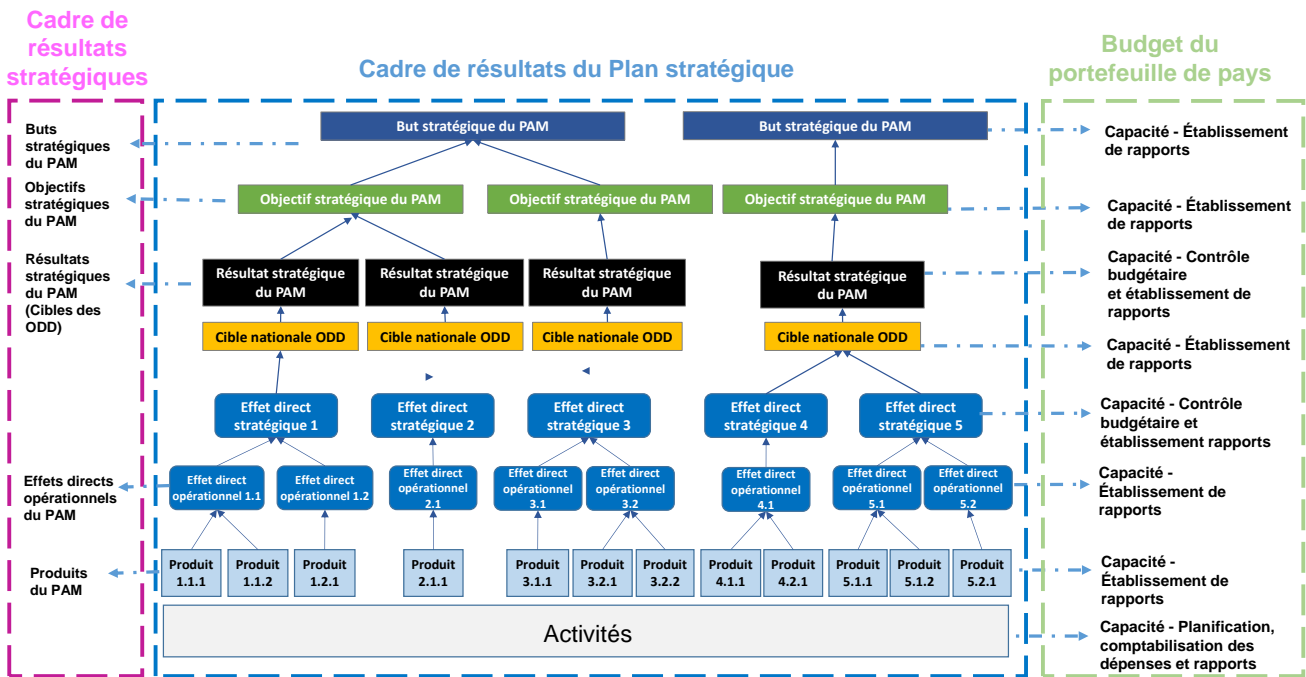 Cadre de
résultats
stratégiques
Cadre de résultats du Plan stratégique
Budget du
portefeuille de pays
Buts
stratégiques
du PAM
But stratégique du PAM
But stratégique du PAM
Capacité - Établissement
de rapports
Objectifs
stratégiques
du PAM
Objectif stratégique du PAM
Objectif stratégique du PAM
Objectif stratégique du PAM
Capacité - Établissement
de rapports
Résultats
stratégiques
du PAM
(Cibles des
ODD)
Résultat stratégique
du PAM
Résultat stratégique
du PAM
Résultat stratégique
du PAM
Résultat stratégique
du PAM
Capacité - Contrôle
budgétaire
et établissement de
rapports
Cible nationale ODD
Cible nationale ODD
Cible nationale ODD
Cible nationale ODD
Capacité - Établissement
de rapports
Effet direct
stratégique 1
Effet direct
stratégique 2
Effet direct
stratégique 3
Effet direct
stratégique 4
Effet direct
stratégique 5
Capacité - Contrôle
budgétaire et
établissement rapports
Effets directs
opérationnels
du PAM
Effet direct
opérationnel 1.1
Effet direct
opérationnel 1.2
Effet direct
opérationnel
2.1
Effet direct
opérationnel
3.1
Effet direct
opérationnel
3.2
Effet direct
opérationnel
4.1
Effet direct
opérationnel
5.1
Effet direct
opérationnel
5.2
Capacité -
Établissement de
rapports
Produits
du PAM
Produit
1.1.1
Produit
1.1.2
Produit
1.2.1
Produit
2.1.1
Produit
3.1.1
Produit
3.2.1
Produit
3.2.2
Produit
4.1.1
Produit
4.2.1
Produit
5.1.1
Produit
5.1.2
Produit
5.2.1
Capacité -
Établissement de
rapports
Activités
Capacité - Planification,
comptabilisation des
dépenses et rapports